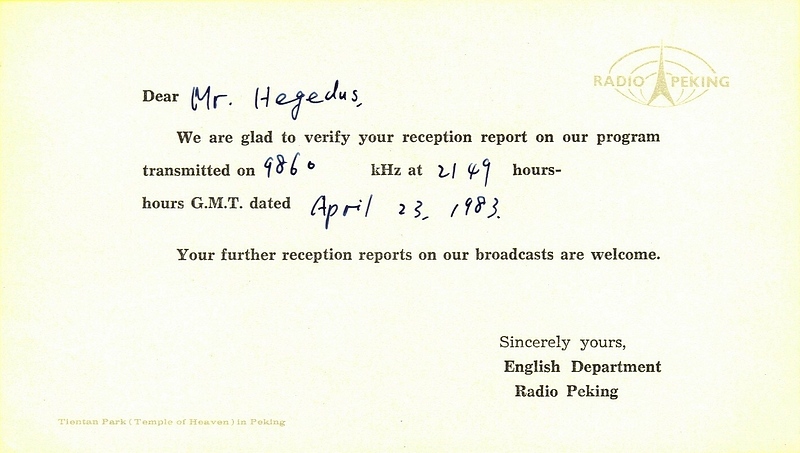 RADIO PEKING
Dear Mr. Hegedus,
We are glad to verify your reception report on our program
transmitted on 9860 kHz at 2149 hours-
hours G.M.T. dated April 23, 1983.
Your further reception reports on our broadcasts are welcome.
Sincerely yours,
English Department
Radio Peking
Tientan Park (Temple of Heaven) in Peking